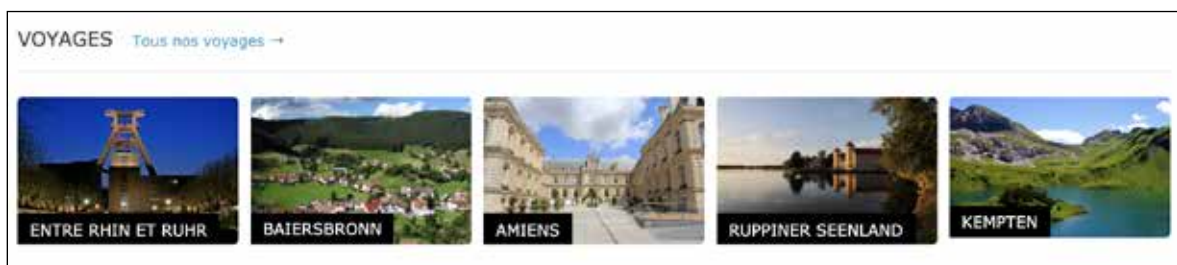 VOYAGES Tous nos voyages →
ENTRE RHIN ET RUHR
BAIERSBRONN
AMIENS
RUPPINER SEENLAND
KEMPTEN